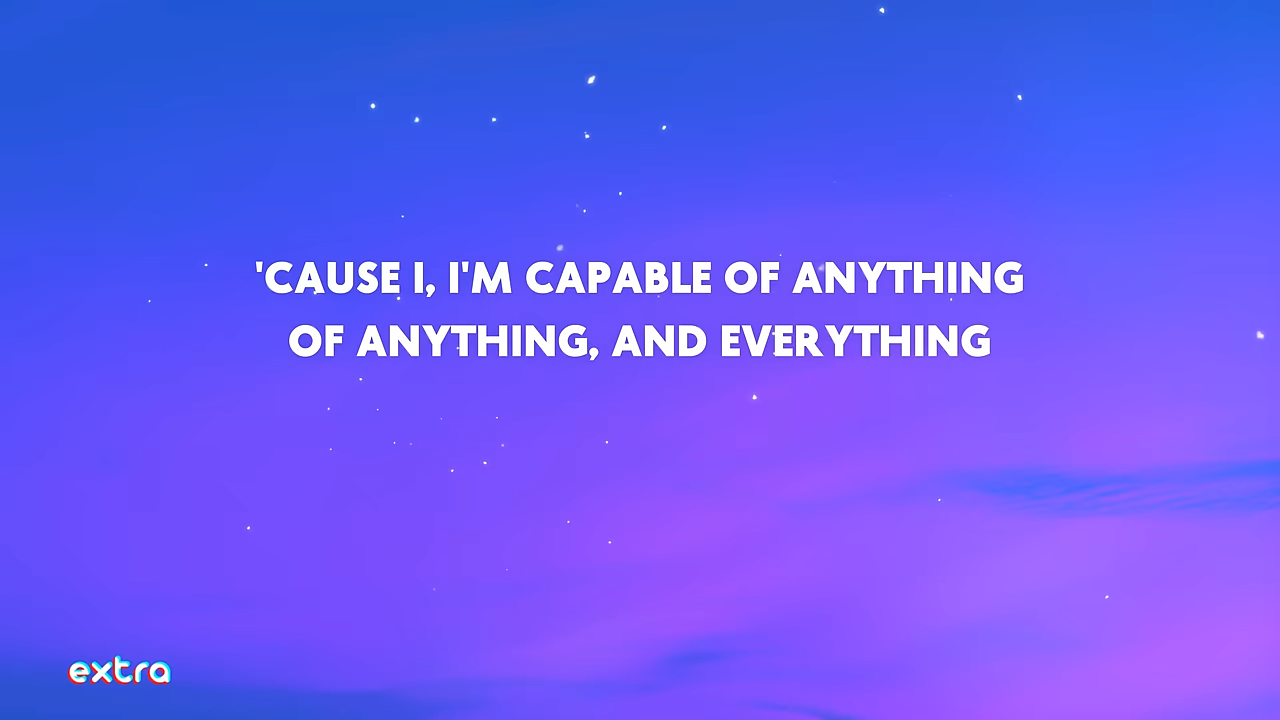 'CAUSE I, I'M CAPABLE OF ANYTHING
OF ANYTHING, AND EVERYTHING
extra